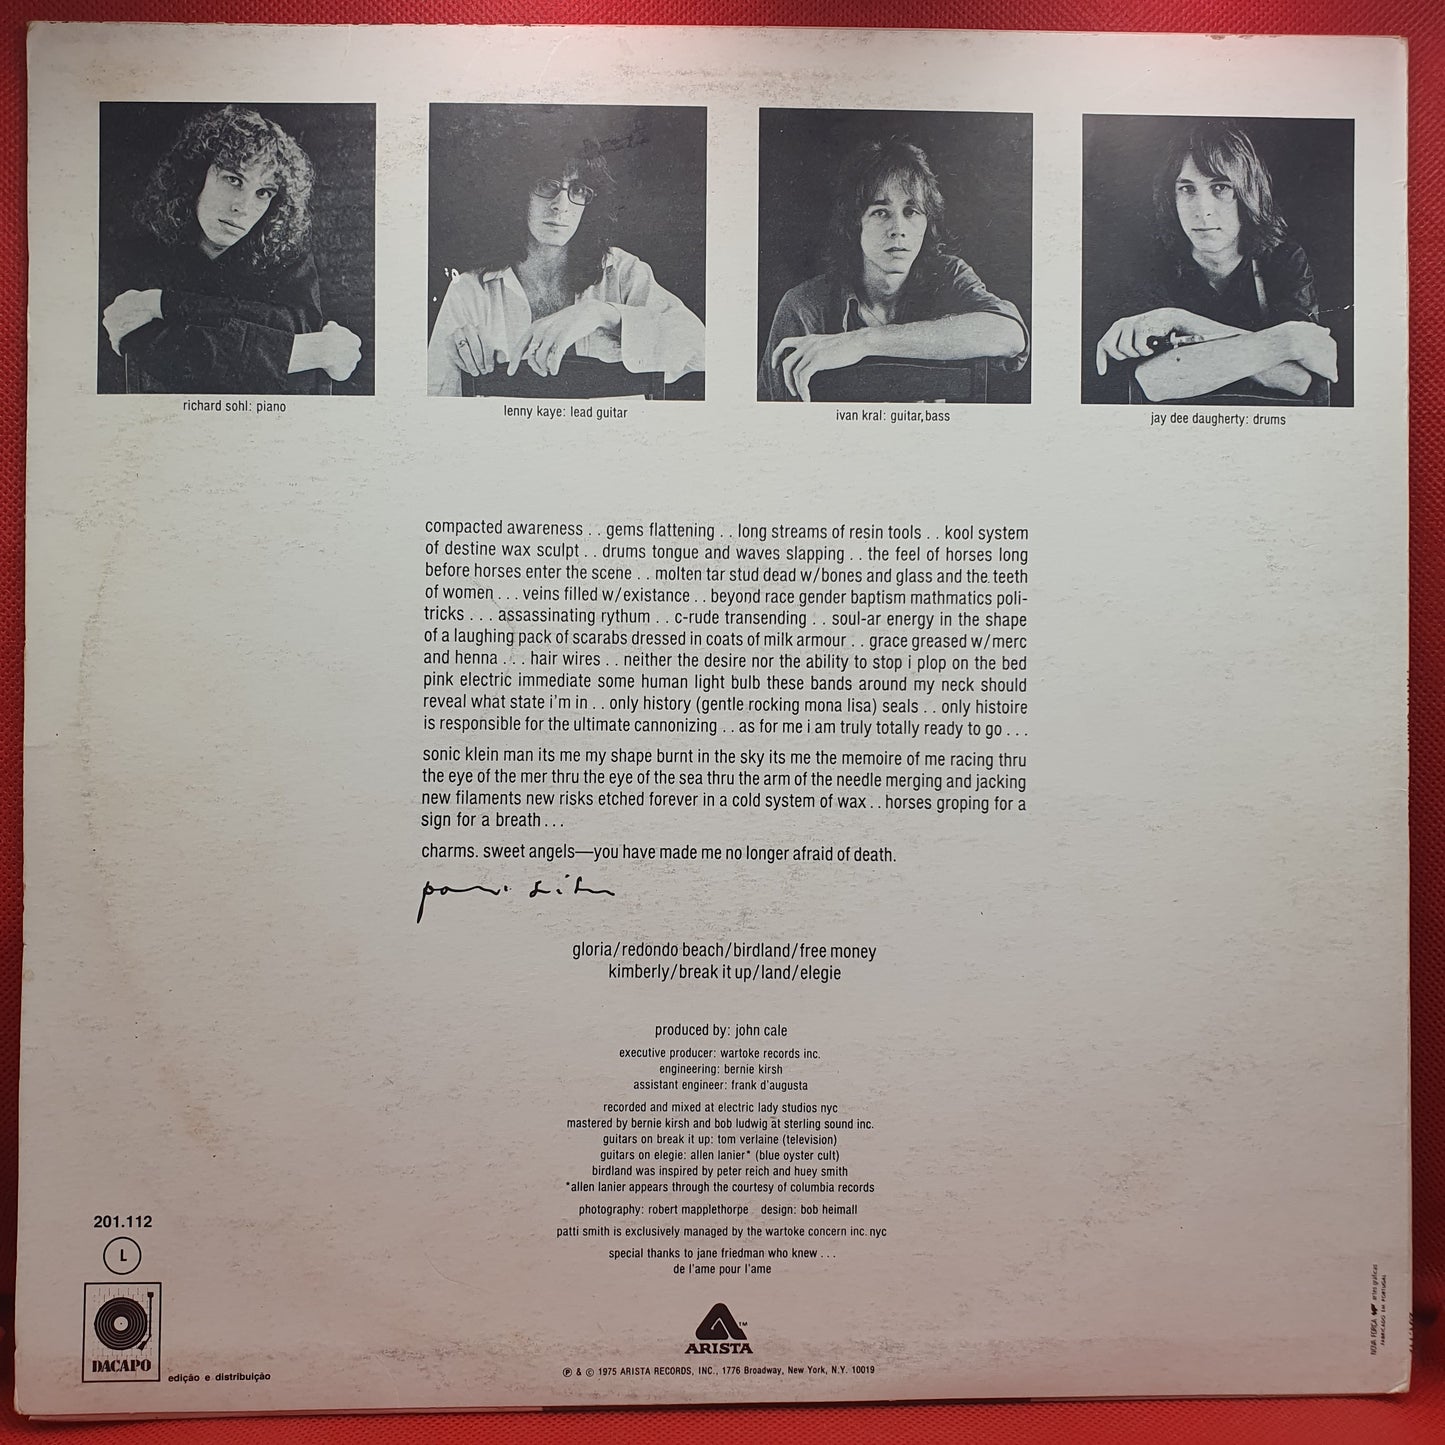 richard sohl: piano
lenny kaye: lead guitar
ivan kral: guitar, bass
jay dee daugherty: drums
compacted awareness . . gems flattening . . long streams of resin tools . . kool system
of destine wax sculpt . . drums tongue and waves slapping . . the feel of horses long
before horses enter the scene . . molten tar stud dead w/bones and glass and the teeth
of women . . . veins filled w/existance . . beyond race gender baptism mathmatics poli-
tricks . . . assassinating rythum . . c-rude transending . . soul-ar energy in the shape
of a laughing pack of scarabs dressed in coats of milk armour . . grace greased w/merc
and henna . . . hair wires . . neither the desire nor the ability to stop i plop on the bed
pink electric immediate some human light bulb these bands around my neck should
reveal what state i'm in . . only history (gentle rocking mona lisa) seals . . only histoire
is responsible for the ultimate cannonizing . . as for me i am truly totally ready to go . . .
sonic klein man its me my shape burnt in the sky its me the memoire of me racing thru
the eye of the mer thru the eye of the sea thru the arm of the needle merging and jacking
new filaments new risks etched forever in a cold system of wax . . horses groping for a
sign for a breath . . .
charms. sweet angels—you have made me no longer afraid of death.
gloria/redondo beach/birdland/free money
kimberly/break it up/land/elegie
produced by: john cale
executive producer: wartoke records inc.
engineering: bernie kirsh
assistant engineer: frank d'augusta
recorded and mixed at electric lady studios nyc
mastered by bernie kirsh and bob ludwig at sterling sound inc.
guitars on break it up: tom verlaine (television)
guitars on elegie: allen lanier* (blue oyster cult)
birdland was inspired by peter reich and huey smith
*allen lanier appears through the courtesy of columbia records
photography: robert mapplethorpe design: bob heimall
patti smith is exclusively managed by the wartoke concern inc. nyc
special thanks to jane friedman who knew . . .
de l'ame pour l'ame
201.112
L
DACAPO
edição e distribuição
ARISTA TM
℗ & © 1975 ARISTA RECORDS, INC., 1776 Broadway, New York, N.Y. 10019
NOVA FORÇA artes gráficas
FABRICADO EM PORTUGAL